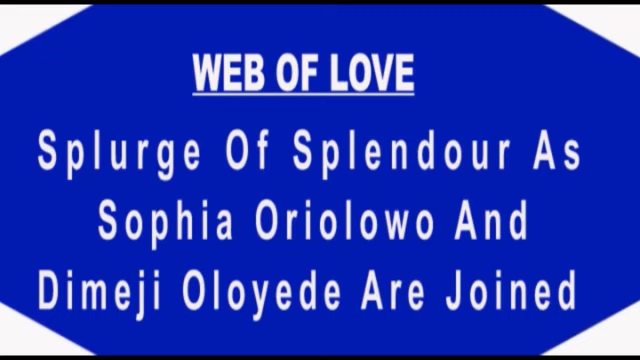 WEB OF LOVE
Splurge Of Splendour As
Sophia Oriolowo And
Dimeji Oloyede Are Joined